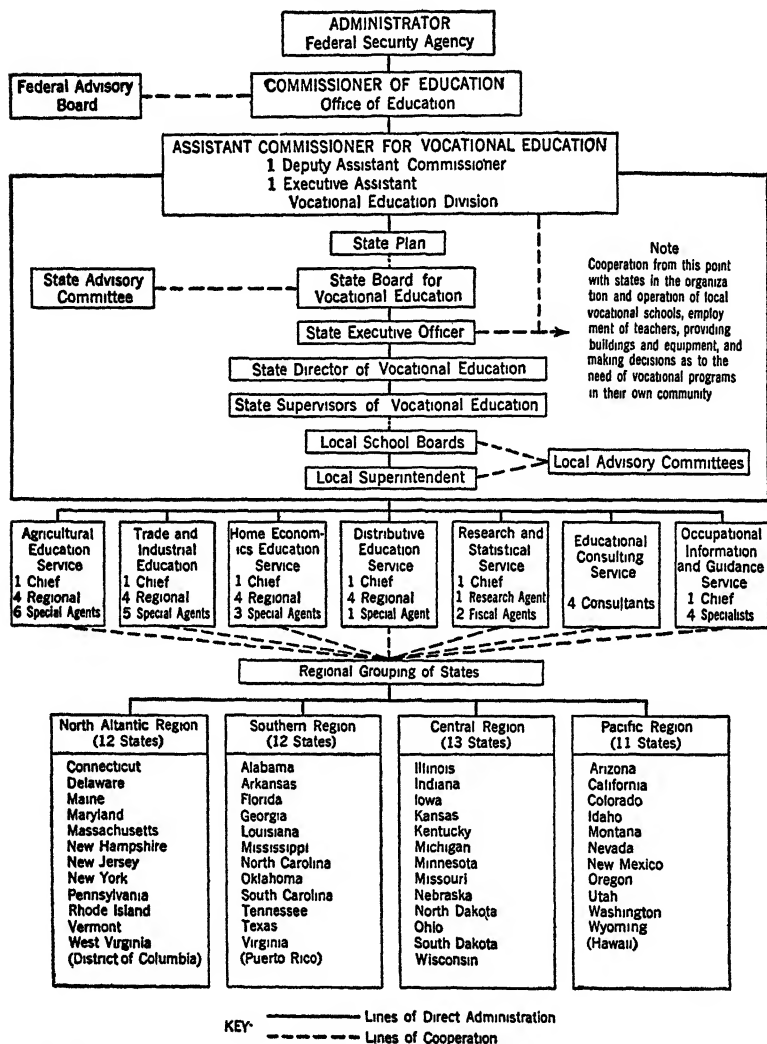 ADMINISTRATOR
Federal Security Agency
Federal Advisory
Board
COMMISSIONER OF EDUCATION
Office of Education
ASSISTANT COMMISSIONER FOR VOCATIONAL EDUCATION
1 Deputy Assistant Commissioner
1 Executive Assistant
Vocational Education Division
State Plan
State Advisory
Committee
State Board for
Vocational Education
State Executive Officer
State Director of Vocational Education
State Supervisors of Vocational Education
Local School Boards
Local Superintendent
Local Advisory Committees
Note
Cooperation from this point
with states in the organiza
tion and operation of local
vocational schools, employ
ment of teachers, providing
buildings and equipment, and
making decisions as to the
need of vocational programs
in their own community
Agricultural
Education
Service
1 Chief
4 Regional
6 Special Agents
Trade and
Industrial
Education
1 Chief
4 Regional
5 Special Agents
Home Econom-
ics Education
Service
1 Chief
4 Regional
3 Special Agents
Distributive
Education
Service
1 Chief
4 Regional
1 Special Agent
Research and
Statistical
Service
1 Chief
1 Research Agent
2 Fiscal Agents
Educational
Consulting
Service
4 Consultants
Occupational
Information
and Guidance
Service
1 Chief
4 Specialists
Regional Grouping of States
North Altantic Region
(12 States)
Connecticut
Delaware
Maine
Maryland
Massachusetts
New Hampshire
New Jersey
New York
Pennsylvania
Rhode Island
Vermont
West Virginia
(District of Columbia)
Southern Region
(12 States)
Alabama
Arkansas
Florida
Georgia
Louisiana
Mississippi
North Carolina
Oklahoma
South Carolina
Tennessee
Texas
Virginia
(Puerto Rico)
Central Region
(13 States)
Illinois
Indiana
Iowa
Kansas
Kentucky
Michigan
Minnesota
Missouri
Nebraska
North Dakota
Ohio
South Dakota
Wisconsin
Pacific Region
(11 States)
Arizona
California
Colorado
Idaho
Montana
Nevada
New Mexico
Oregon
Utah
Washington
Wyoming
(Hawaii)
KEY· Lines of Direct Administration
Lines of Cooperation